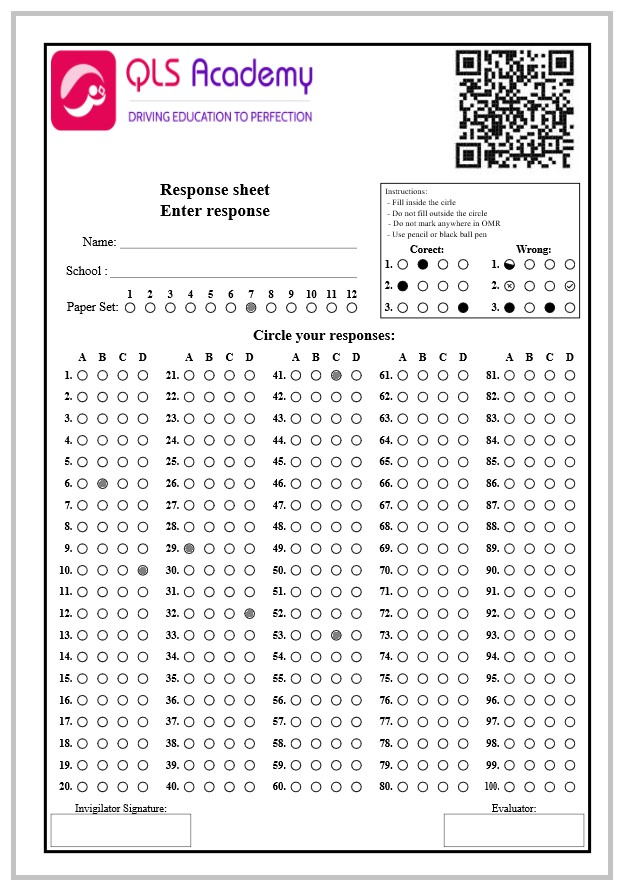 QLS Academy
DRIVING EDUCATION TO PERFECTION
Response sheet
Enter response
Name:
School :
1 2 3 4 5 6 7 8 9 10 11 12
Paper Set:
Instructions:
- Fill inside the cirle
- Do not fill outside the circle
- Do not mark anywhere in OMR
- Use pencil or black ball pen
Corect: Wrong:
1. 1.
2. 2.
3. 3.
Circle your responses:
A B C D A B C D A B C D A B C D A B C D
1. 21. 41. 61. 81.
2. 22. 42. 62. 82.
3. 23. 43. 63. 83.
4. 24. 44. 64. 84.
5. 25. 45. 65. 85.
6. 26. 46. 66. 86.
7. 27. 47. 67. 87.
8. 28. 48. 68. 88.
9. 29. 49. 69. 89.
10. 30. 50. 70. 90.
11. 31. 51. 71. 91.
12. 32. 52. 72. 92.
13. 33. 53. 73. 93.
14. 34. 54. 74. 94.
15. 35. 55. 75. 95.
16. 36. 56. 76. 96.
17. 37. 57. 77. 97.
18. 38. 58. 78. 98.
19. 39. 59. 79. 99.
20. 40. 60. 80. 100.
Invigilator Signature: Evaluator: